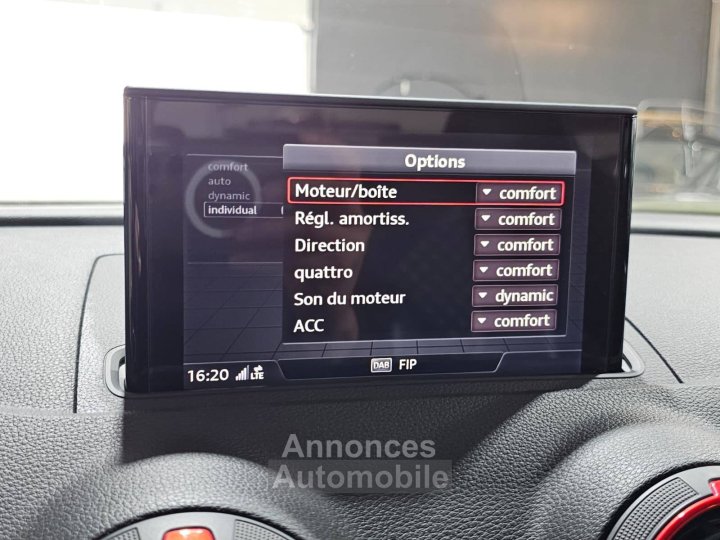 Options
comfort
auto
dynamic
individual
Moteur/boîte comfort
Régl. amortiss. comfort
Direction comfort
quattro comfort
Son du moteur dynamic
ACC comfort
16:20 LTE DAB FIP
Annonces
Automobile